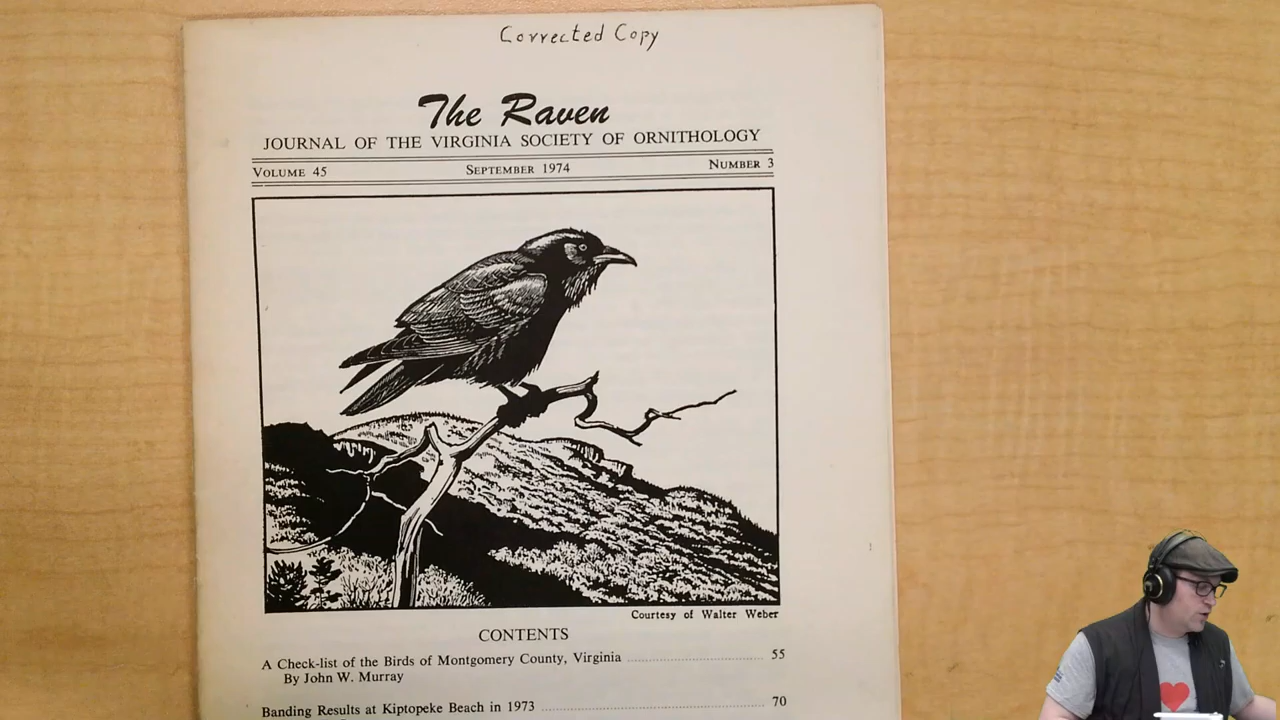 Corrected Copy
The Raven
JOURNAL OF THE VIRGINIA SOCIETY OF ORNITHOLOGY
VOLUME 45 SEPTEMBER 1974 NUMBER 3
Courtesy of Walter Weber
CONTENTS
A Check-list of the Birds of Montgomery County, Virginia ........................................ 55
By John W. Murray
Banding Results at Kiptopeke Beach in 1973 ............................................................ 70